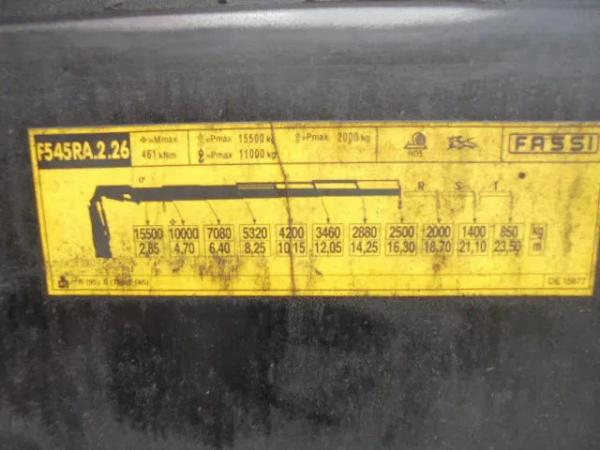 F545RA.2.26
=Mmax
461 kNm
=Pmax 15500 kg
=Pmax 11000 kg
=Pmax 2000 kg
FASSI
0°
R S T
15500 10000 7080 5320 4200 3460 2880 2500 2000 1400 850 kg
2,85 4,70 6,40 8,25 10,15 12,05 14,25 16,30 18,70 21,10 23,50 m